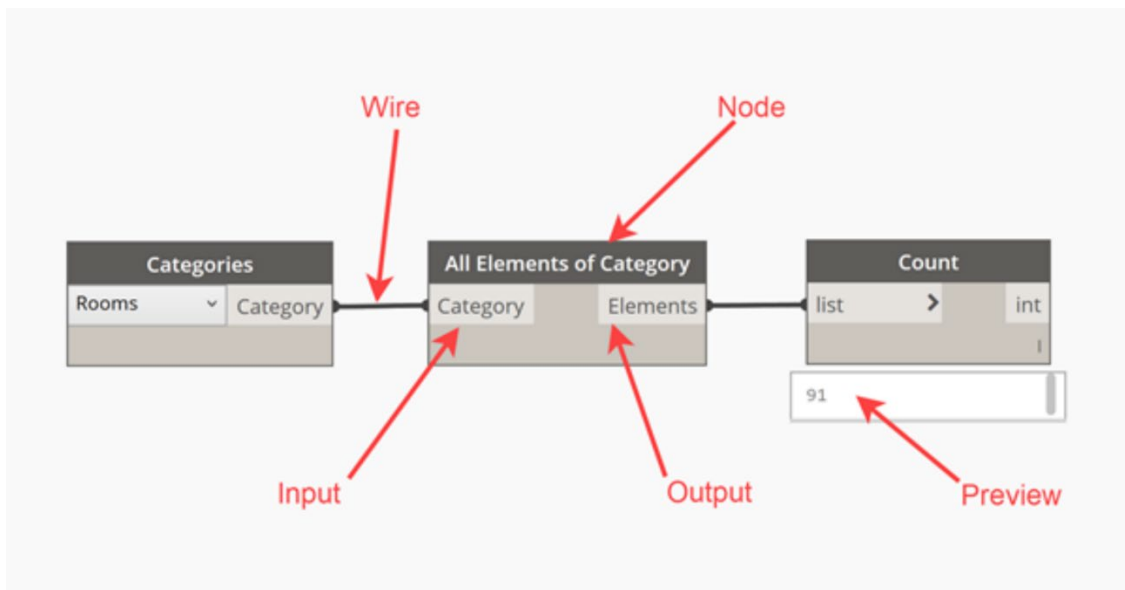 Wire
Node
Categories
All Elements of Category
Count
Rooms
Category
Category
Elements
list
int
I
91
Input
Output
Preview